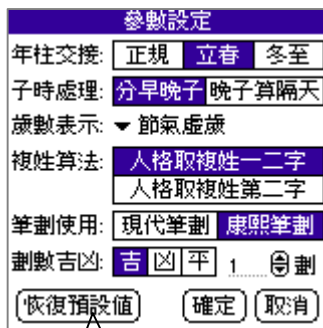 參數設定
年柱交接: 正規 立春 冬至
子時處理: 分早晚子 晚子算隔天
歲數表示: 節氣虛歲
複姓算法: 人格取複姓一二字
人格取複姓第二字
筆劃使用: 現代筆劃 康熙筆劃
劃數吉凶: 吉 凶 平 1 劃
恢復預設值 確定 取消